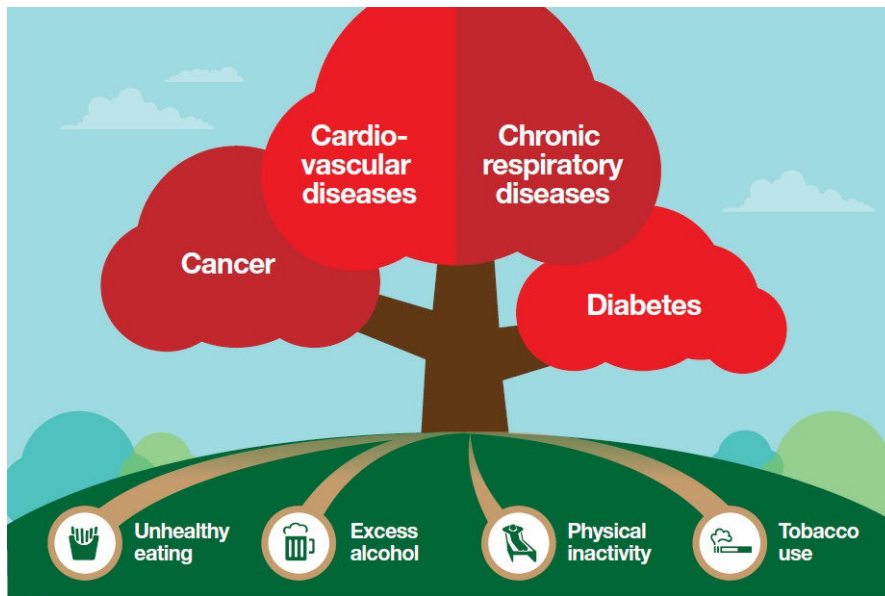 Cardio-
vascular
diseases
Chronic
respiratory
diseases
Cancer
Diabetes
Unhealthy
eating
Excess
alcohol
Physical
inactivity
Tobacco
use